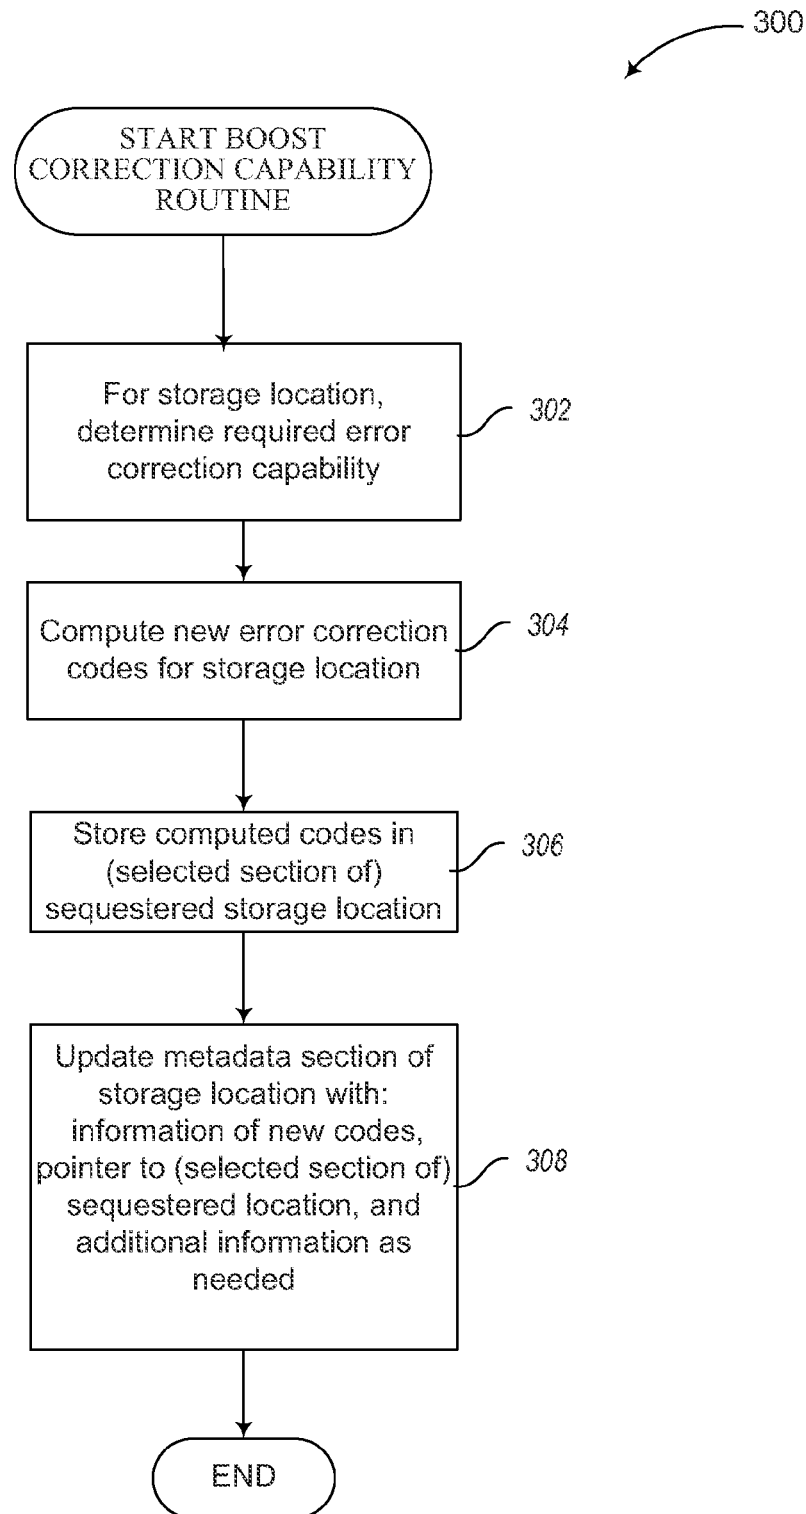 300
START BOOST
CORRECTION CAPABILITY
ROUTINE
For storage location,
determine required error
correction capability
302
Compute new error correction
codes for storage location
304
Store computed codes in
(selected section of)
sequestered storage location
306
Update metadata section of
storage location with:
information of new codes,
pointer to (selected section of)
sequestered location, and
additional information as
needed
308
END